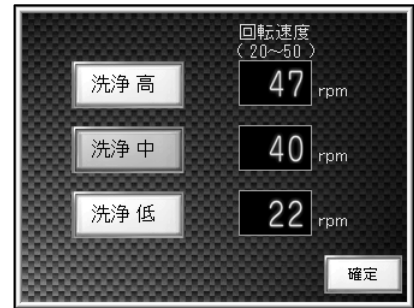 回転速度
(20~50)
洗浄 高 47 rpm
洗浄 中 40 rpm
洗浄 低 22 rpm
確定